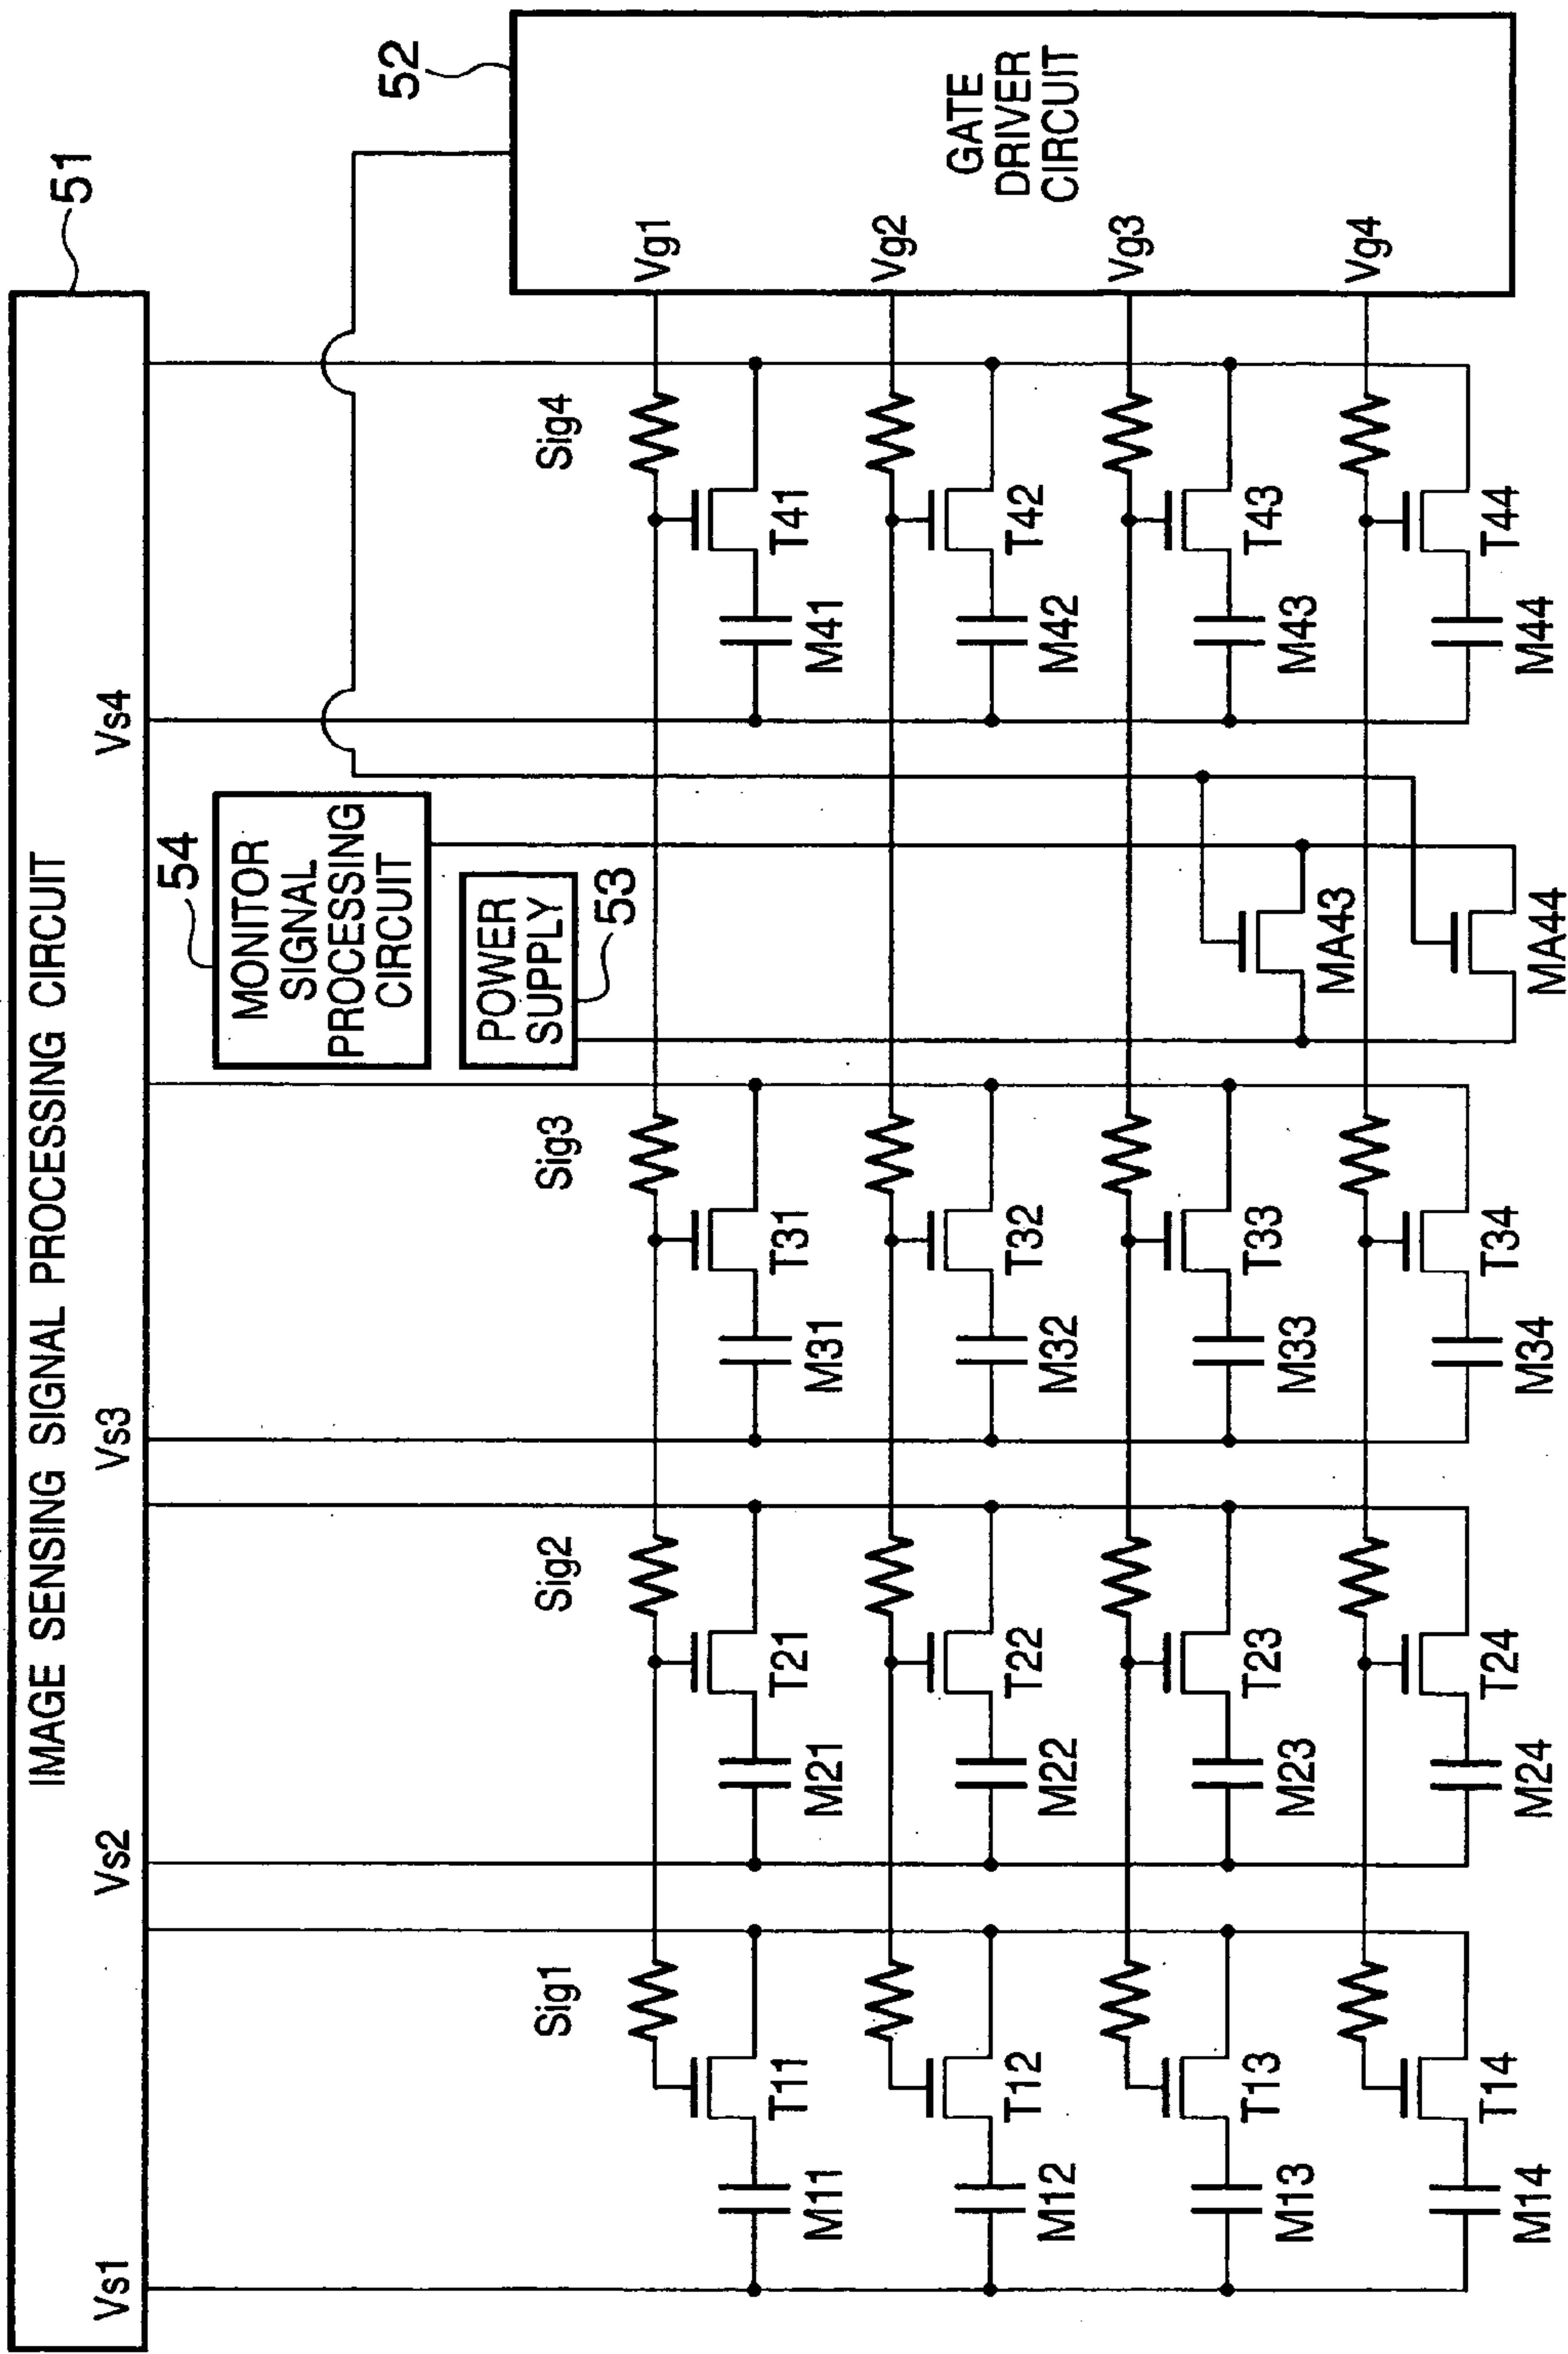 IMAGE SENSING SIGNAL PROCESSING CIRCUIT
51
Vs1
Vs2
Vs3
Vs4
54
MONITOR
SIGNAL
PROCESSING
CIRCUIT
52
POWER
SUPPLY
53
GATE
DRIVER
CIRCUIT
Sig1
Sig2
Sig3
Sig4
Vg1
M11
T11
M21
T21
M31
T31
M41
T41
Vg2
M12
T12
M22
T22
M32
T32
M42
T42
Vg3
M13
T13
M23
T23
M33
T33
MA43
M43
T43
Vg4
M14
T14
M24
T24
M34
T34
MA44
M44
T44